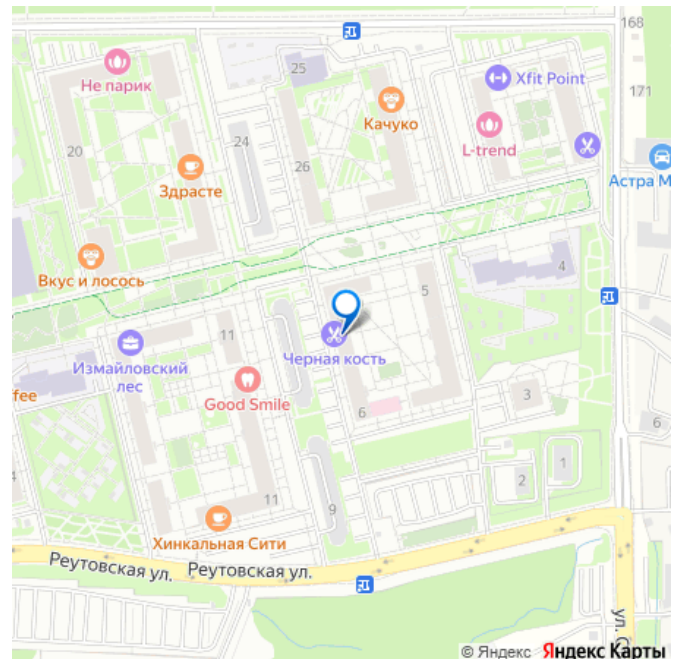 168
25
Не парик
Xfit Point
171
Качуко
24
L-trend
20
26
Здрасте
Астра М
Вкус и лосось
4
5
11
Измайловский
лес
Черная кость
ffee
Good Smile
3
6
6
1
4
2
11
9
Хинкальная Сити
Реутовская ул.
Реутовская ул.
ул. С
© Яндекс Яндекс Карты